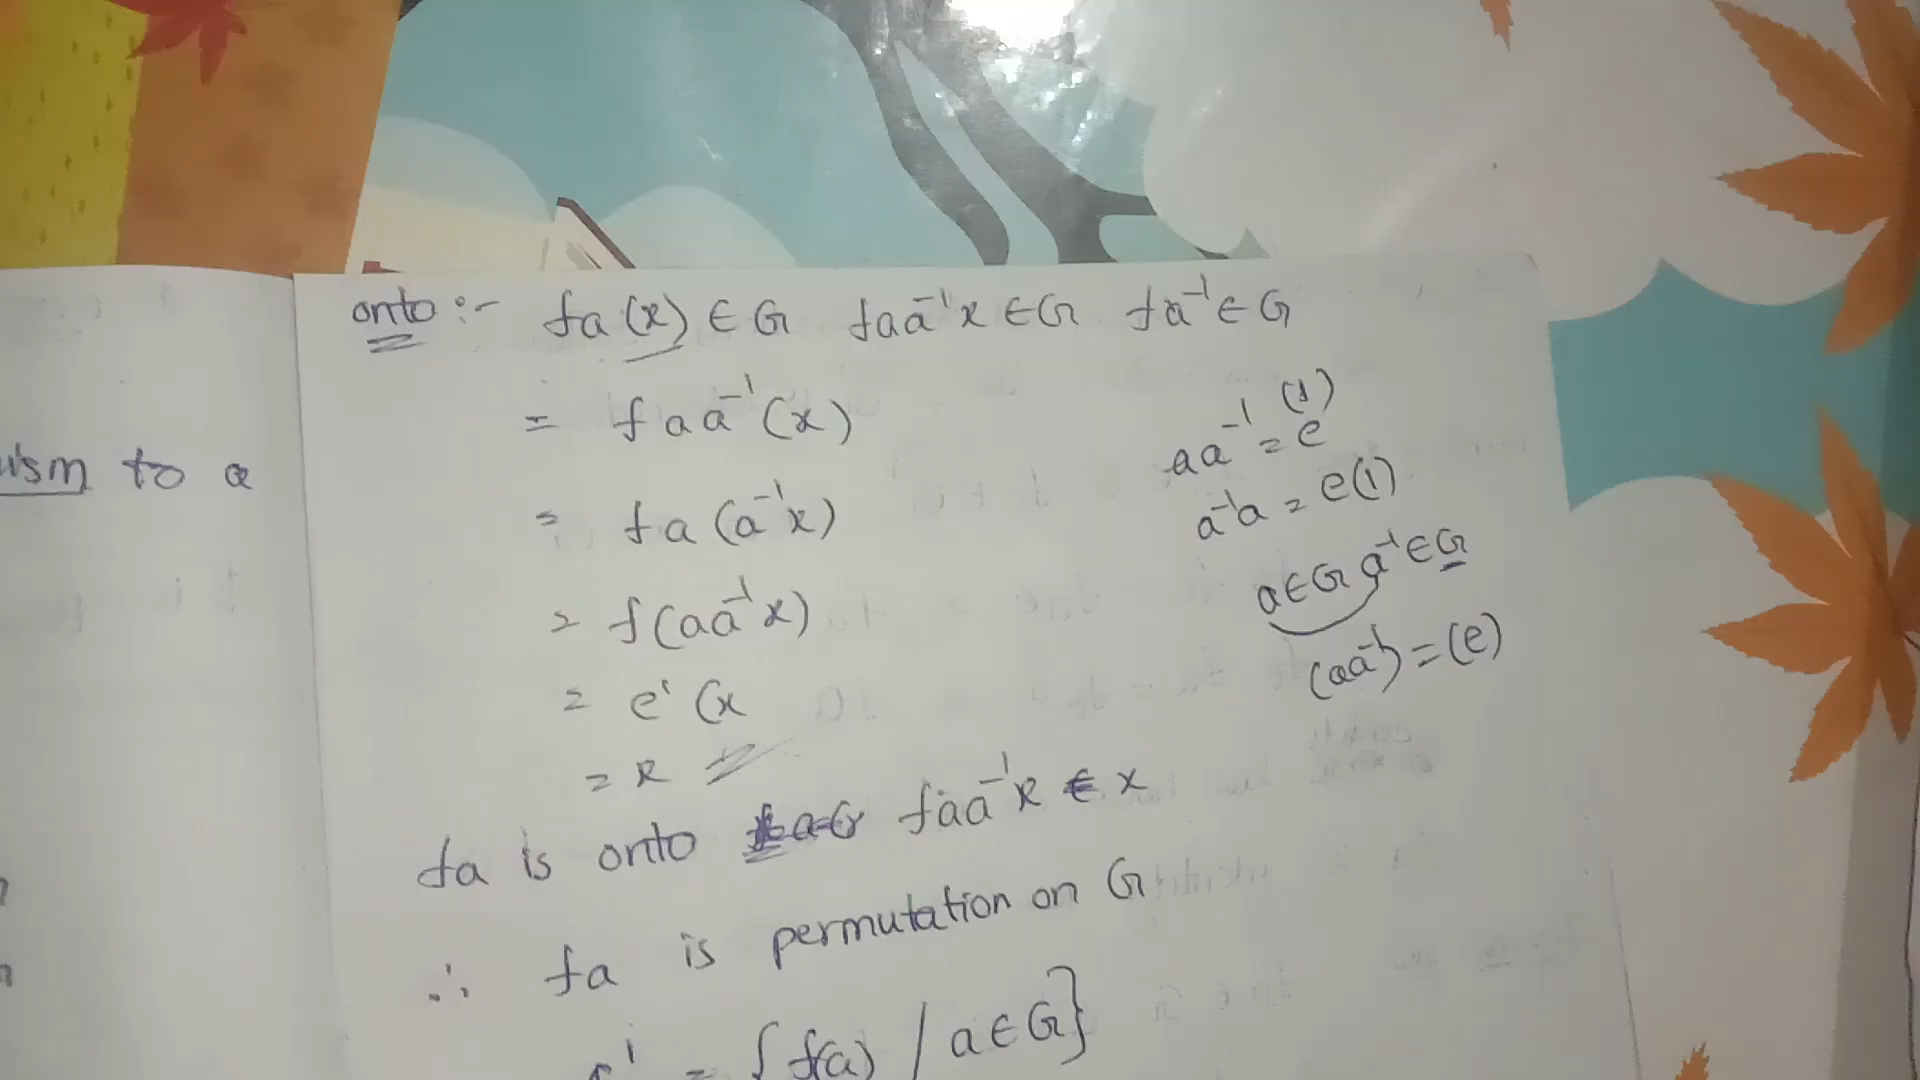 onto :- fa (x) ∈ G faa⁻¹x ∈ G fa⁻¹ ∈ G
= faa⁻¹(x)
= fa (a⁻¹x)
= f(aa⁻¹x)
= e' (x
= x
aa⁻¹ = e (1)
a⁻¹a = e(1)
a∈G a⁻¹∈G
(aa⁻¹) = (e)
fa is onto faa⁻¹x ∈ x
∴ fa is permutation on G
= {f(a) / a∈G}
to a